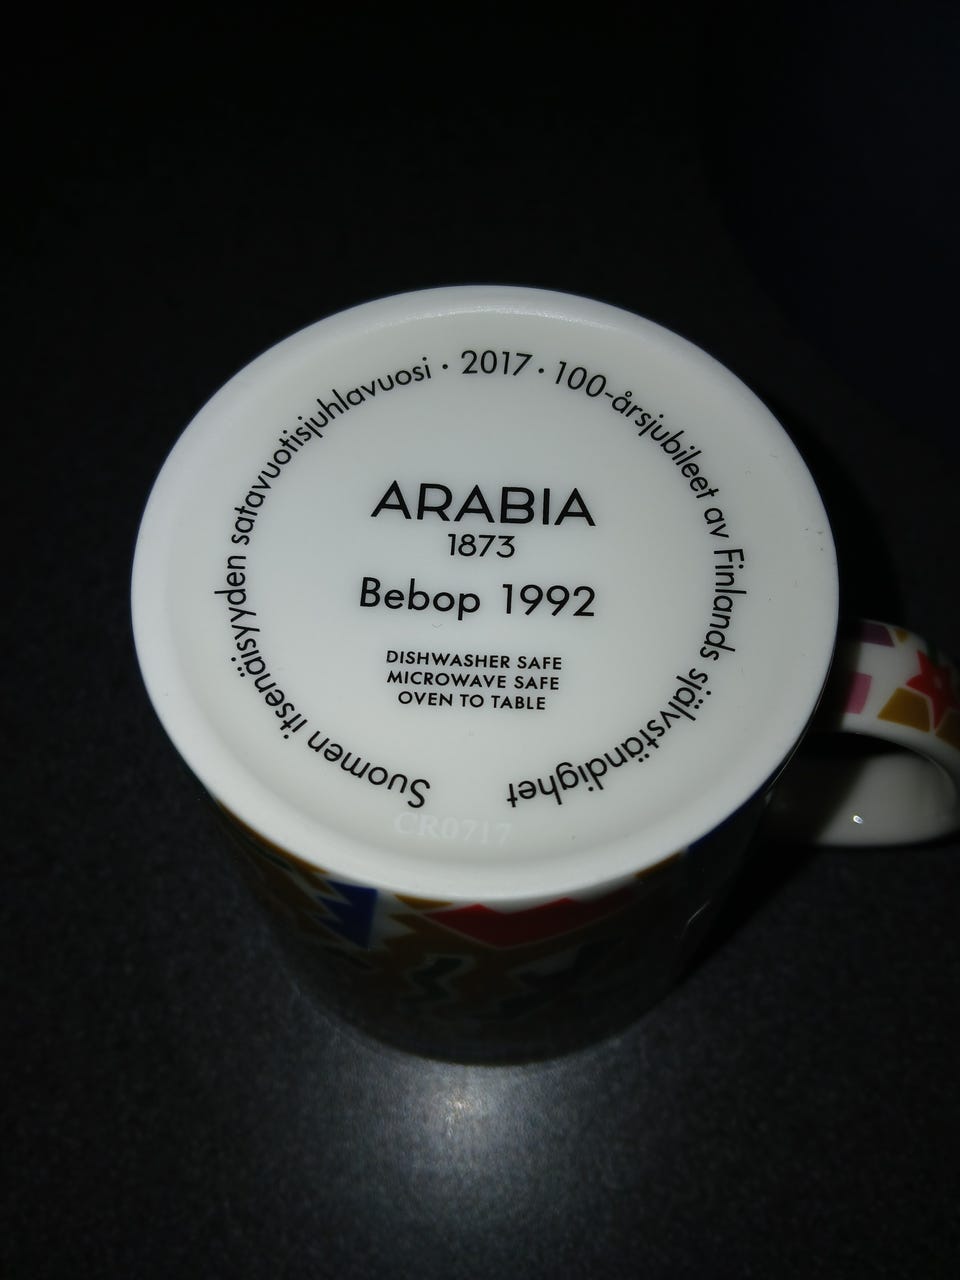 Suomen itsenäisyyden satavuotisjuhlavuosi · 2017 · 100-årsjubileet av Finlands självständighet
ARABIA
1873
Bebop 1992
DISHWASHER SAFE
MICROWAVE SAFE
OVEN TO TABLE
CR0717